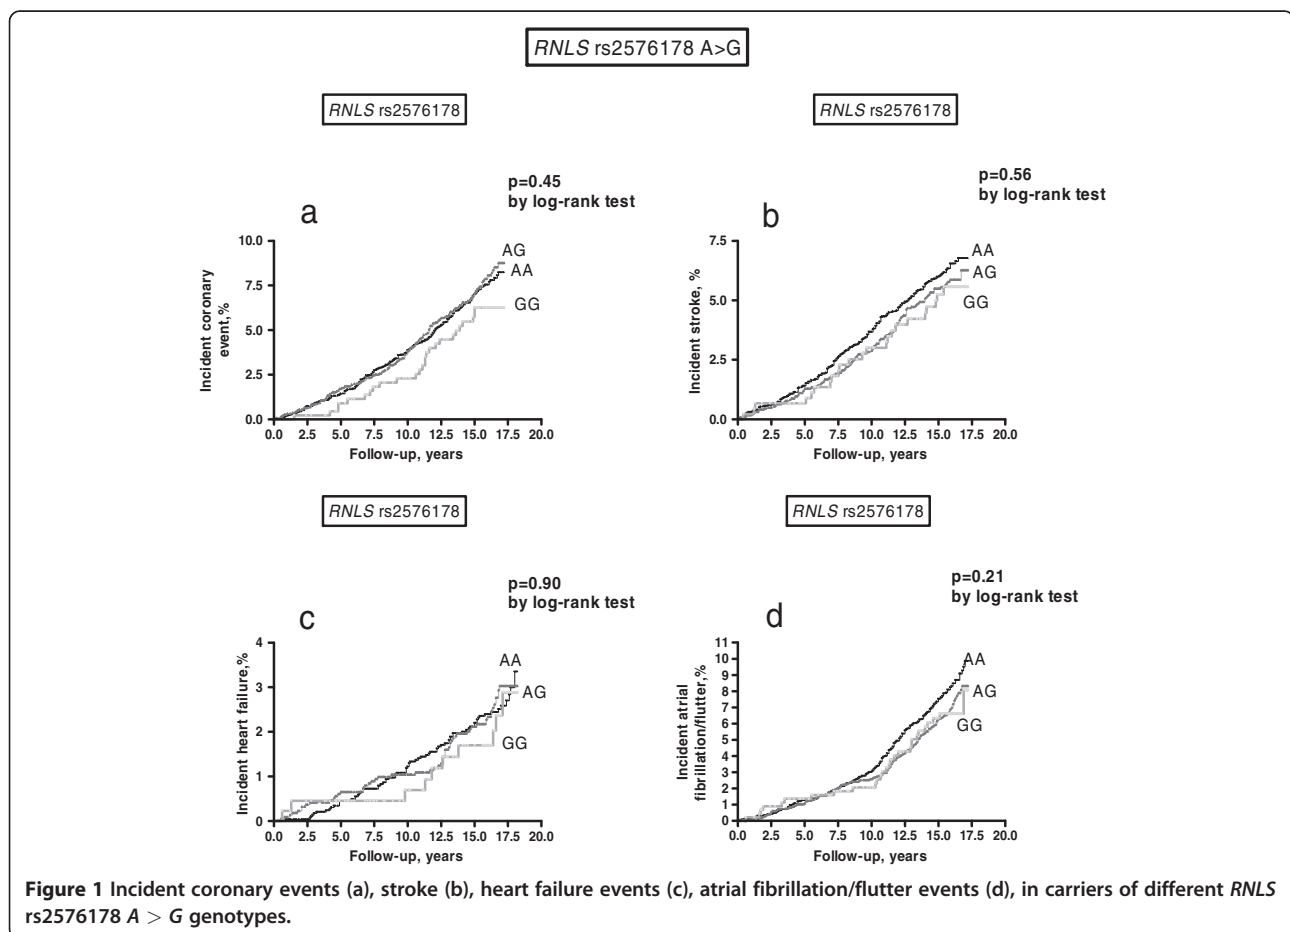 RNLS rs2576178 A>G
RNLS rs2576178
p=0.45
by log-rank test
a
Incident coronary
event,%
10.0
7.5
5.0
2.5
0.0
AG
AA
GG
0.0 2.5 5.0 7.5 10.0 12.5 15.0 17.5 20.0
Follow-up, years
RNLS rs2576178
p=0.56
by log-rank test
b
Incident stroke, %
7.5
5.0
2.5
0.0
AA
AG
GG
0.0 2.5 5.0 7.5 10.0 12.5 15.0 17.5 20.0
Follow-up, years
RNLS rs2576178
p=0.90
by log-rank test
c
Incident heart failure,%
4
3
2
1
0
AA
AG
GG
0.0 2.5 5.0 7.5 10.0 12.5 15.0 17.5 20.0
Follow-up, years
RNLS rs2576178
p=0.21
by log-rank test
d
Incident atrial
fibrillation/flutter,%
11
10
9
8
7
6
5
4
3
2
1
0
AA
AG
GG
0.0 2.5 5.0 7.5 10.0 12.5 15.0 17.5 20.0
Follow-up, years
Figure 1 Incident coronary events (a), stroke (b), heart failure events (c), atrial fibrillation/flutter events (d), in carriers of different RNLS
rs2576178 A > G genotypes.